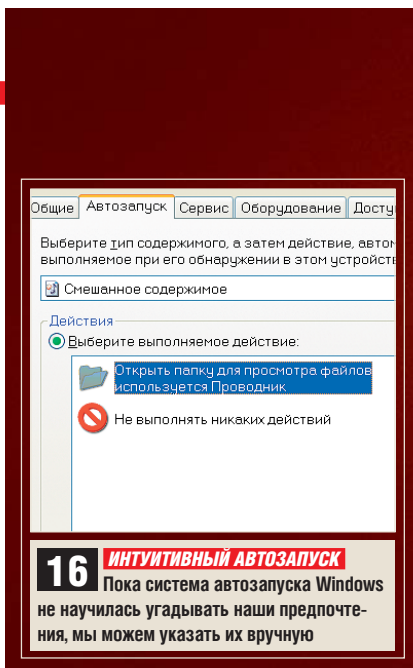 Общие Автозапуск Сервис Оборудование Досту
Выберите тип содержимого, а затем действие, автом
выполняемое при его обнаружении в этом устройств
Смешанное содержимое
Действия
Выберите выполняемое действие:
Открыть папку для просмотра файлов
используется Проводник
Не выполнять никаких действий
16 ИНТУИТИВНЫЙ АВТОЗАПУСК
Пока система автозапуска Windows
не научилась угадывать наши предпочте-
ния, мы можем указать их вручную